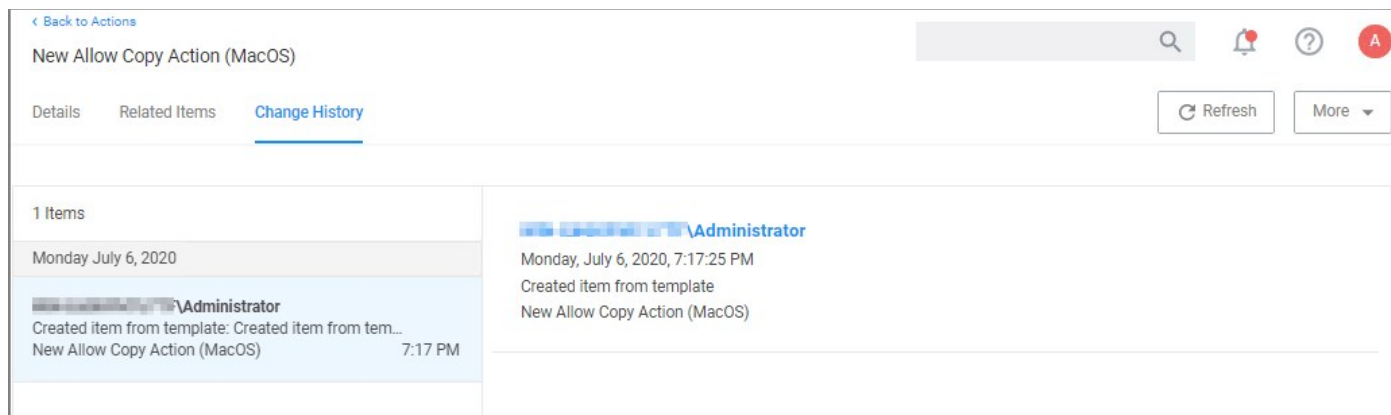 Back to Actions
New Allow Copy Action (MacOS)
A
Details Related Items Change History
Refresh More
1 Items
Monday July 6, 2020
\Administrator
Created item from template: Created item from tem...
New Allow Copy Action (MacOS) 7:17 PM
\Administrator
Monday, July 6, 2020, 7:17:25 PM
Created item from template
New Allow Copy Action (MacOS)